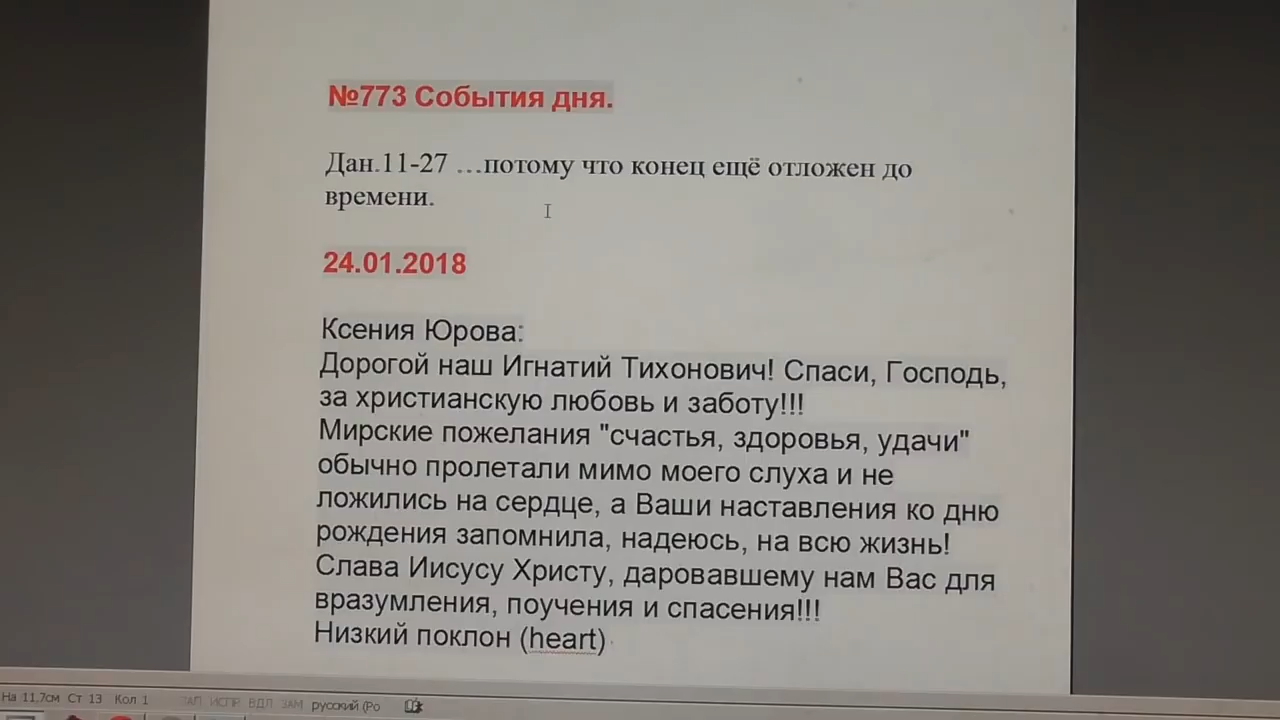 №773 События дня.
Дан.11-27 …потому что конец ещё отложен до
времени.
24.01.2018
Ксения Юрова:
Дорогой наш Игнатий Тихонович! Спаси, Господь,
за христианскую любовь и заботу!!!
Мирские пожелания "счастья, здоровья, удачи"
обычно пролетали мимо моего слуха и не
ложились на сердце, а Ваши наставления ко дню
рождения запомнила, надеюсь, на всю жизнь!
Слава Иисусу Христу, даровавшему нам Вас для
вразумления, поучения и спасения!!!
Низкий поклон (heart)
На 11,7см Ст 13 Кол 1 ЗАП ИСПР ВДЛ ЗАМ русский (Ро